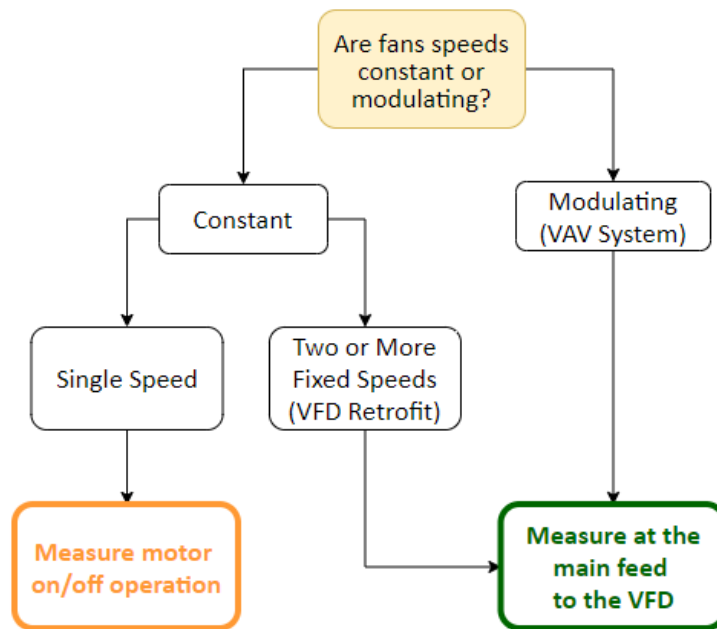 Are fans speeds
constant or
modulating?
Constant
Modulating
(VAV System)
Single Speed
Two or More
Fixed Speeds
(VFD Retrofit)
Measure motor
on/off operation
Measure at the
main feed
to the VFD